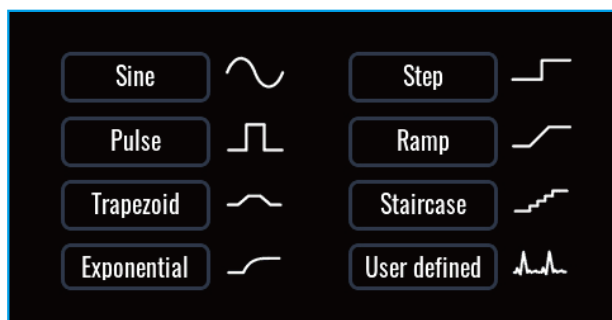 Sine
Step
Pulse
Ramp
Trapezoid
Staircase
Exponential
User defined